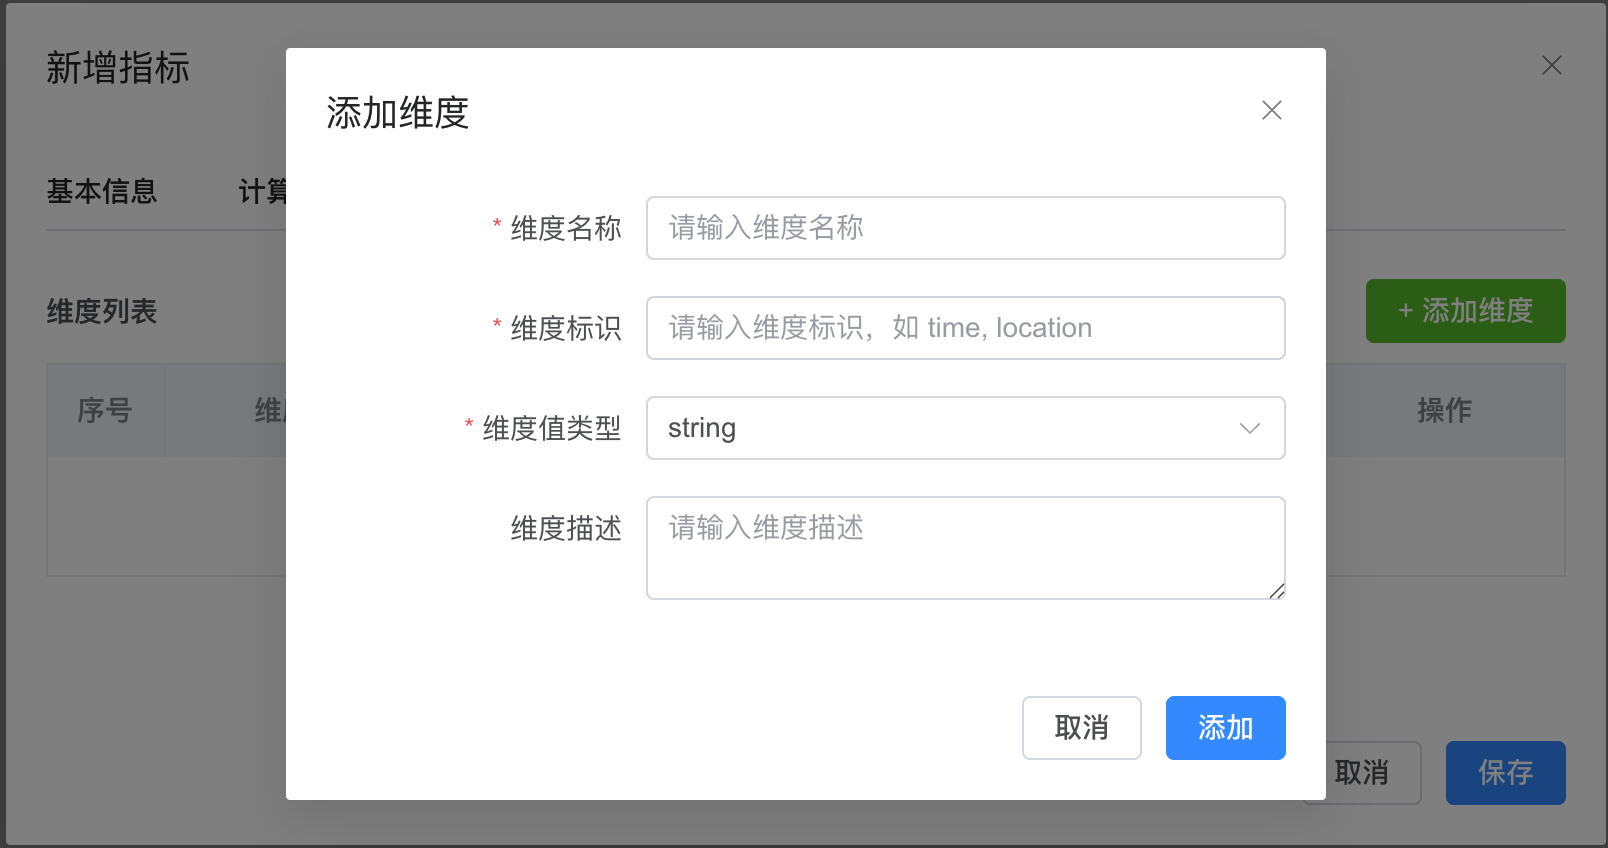 新增指标
添加维度
基本信息
计算
* 维度名称
请输入维度名称
维度列表
+ 添加维度
* 维度标识
请输入维度标识，如 time, location
序号
操作
* 维度值类型
string
维度描述
请输入维度描述
取消
添加
取消
保存